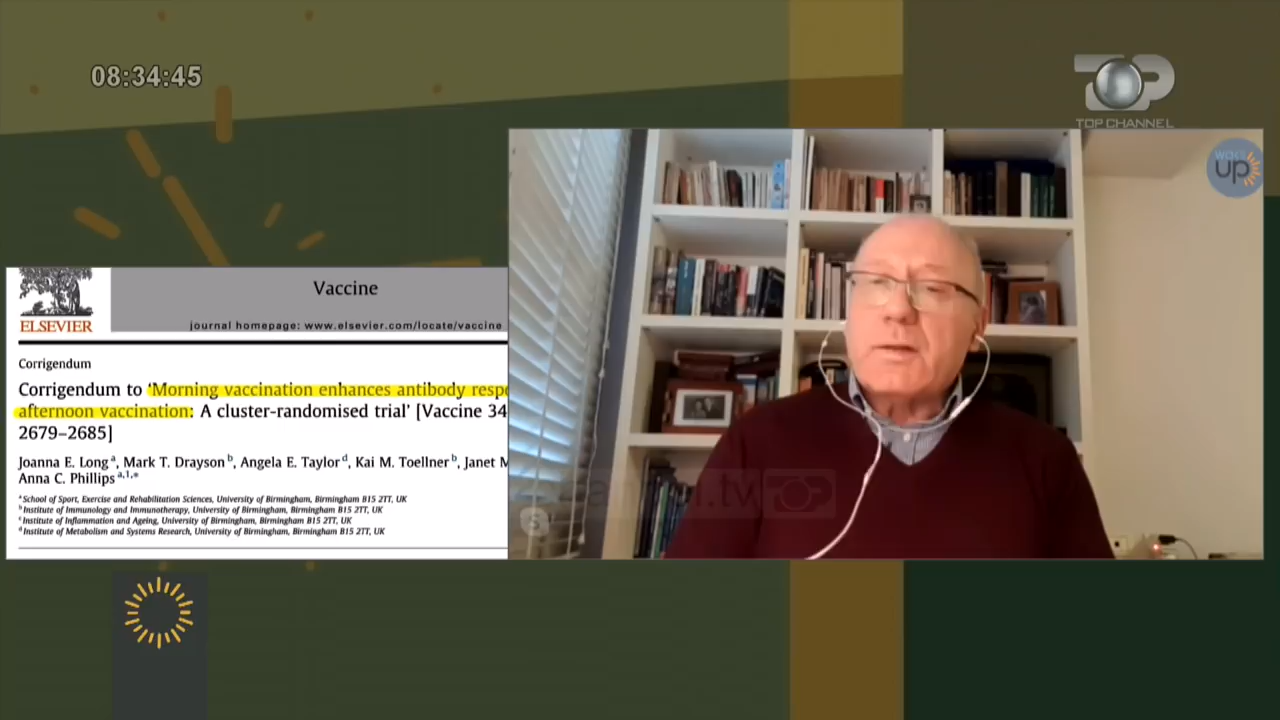 08:34:45
TOP CHANNEL
WAKE
up
ELSEVIER
Vaccine
journal homepage: www.elsevier.com/locate/vaccine
Corrigendum
Corrigendum to ‘Morning vaccination enhances antibody resp
afternoon vaccination: A cluster-randomised trial’ [Vaccine 34
2679–2685]
Joanna E. Long a, Mark T. Drayson b, Angela E. Taylor d, Kai M. Toellner b, Janet M
Anna C. Phillips a,1,*
a School of Sport, Exercise and Rehabilitation Sciences, University of Birmingham, Birmingham B15 2TT, UK
b Institute of Immunology and Immunotherapy, University of Birmingham, Birmingham B15 2TT, UK
c Institute of Inflammation and Ageing, University of Birmingham, Birmingham B15 2TT, UK
d Institute of Metabolism and Systems Research, University of Birmingham, Birmingham B15 2TT, UK